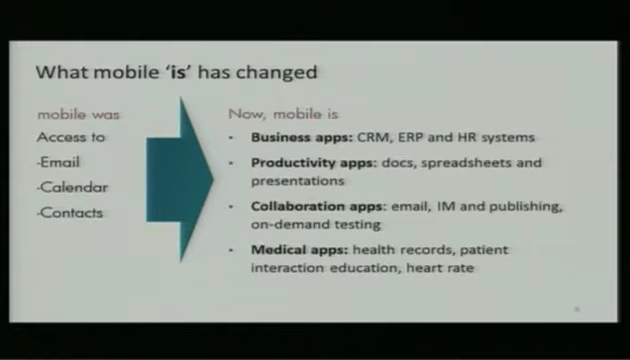 What mobile ‘is’ has changed
mobile was
Access to
-Email
-Calendar
-Contacts
Now, mobile is
• Business apps: CRM, ERP and HR systems
• Productivity apps: docs, spreadsheets and
presentations
• Collaboration apps: email, IM and publishing,
on-demand testing
• Medical apps: health records, patient
interaction education, heart rate